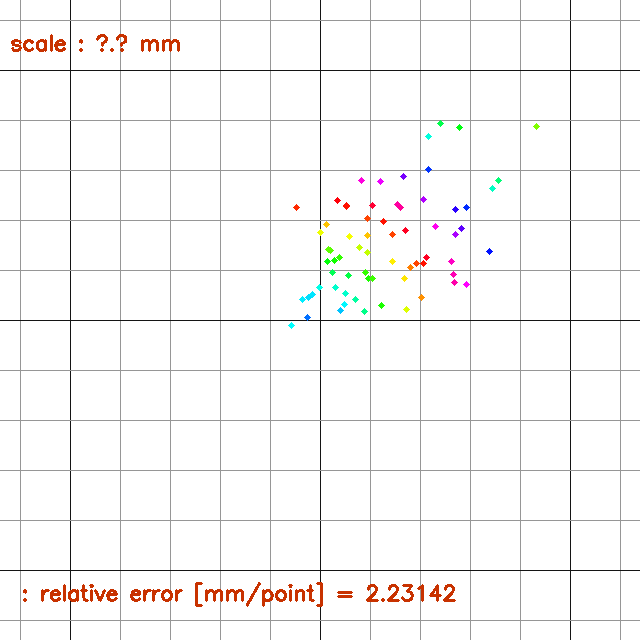 scale : ?.? mm
: relative error [mm/point] = 2.23142